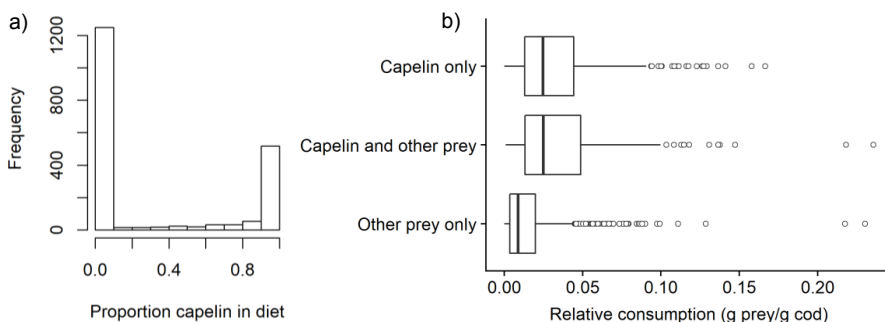 a)
Frequency
0
400
800
1200
0.0
0.4
0.8
Proportion capelin in diet
b)
Capelin only
Capelin and other prey
Other prey only
0.00
0.05
0.10
0.15
0.20
Relative consumption (g prey/g cod)